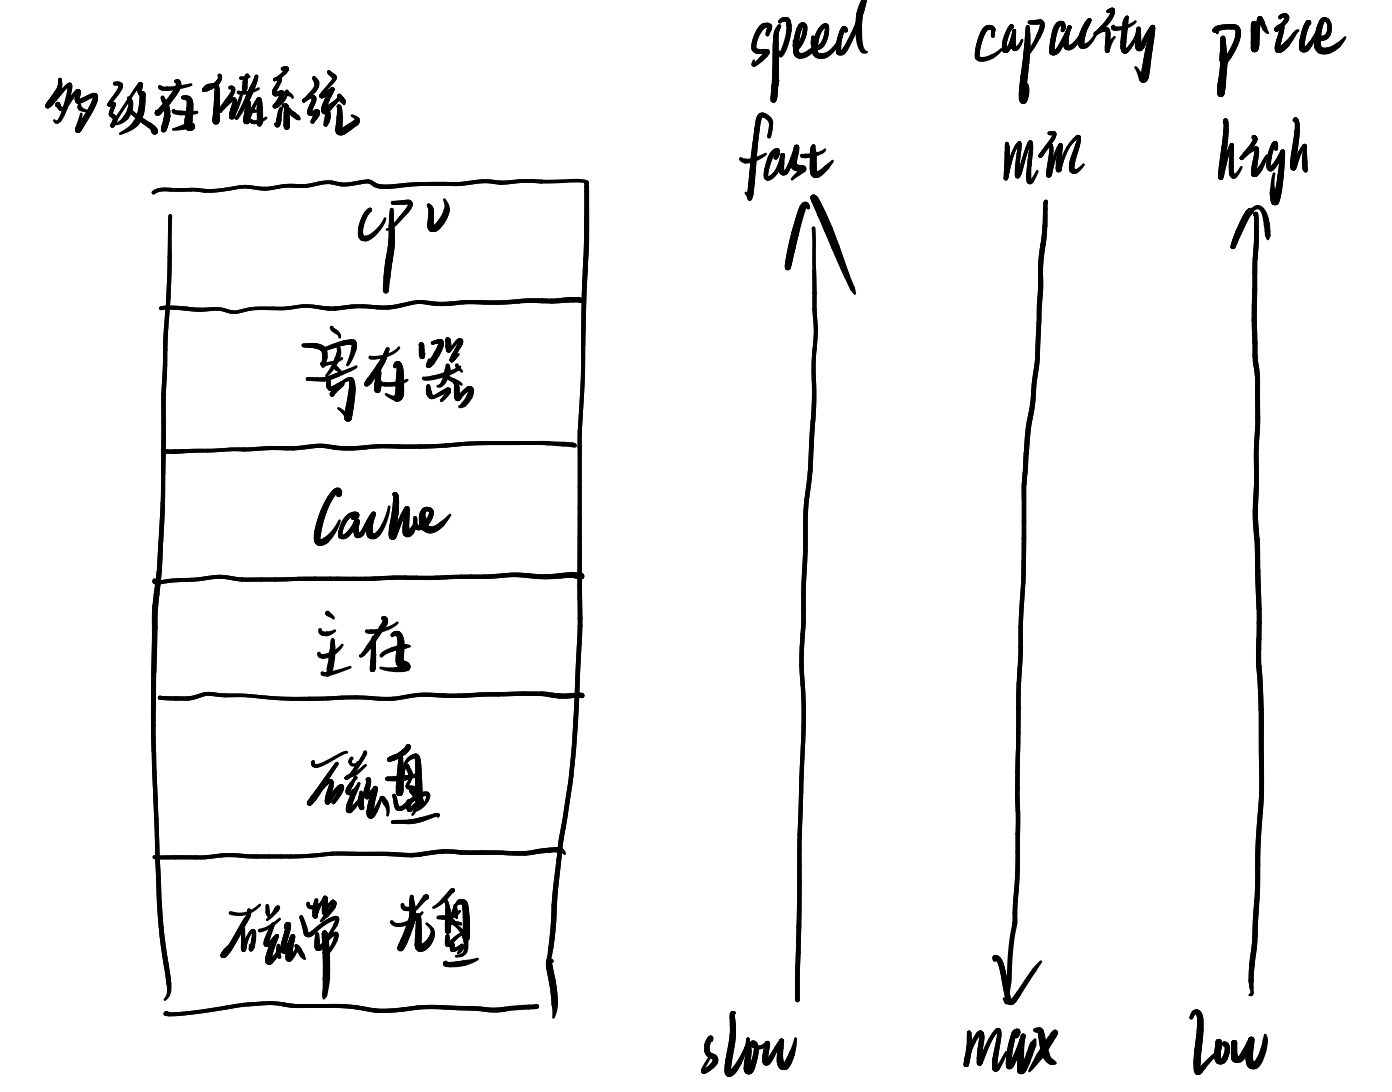 speed capacity price
多级存储系统
fast min high
CPU
寄存器
Cache
主存
磁盘
磁带 光盘
slow max low